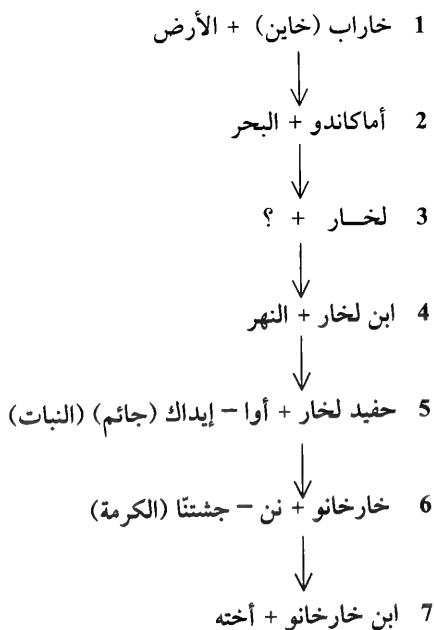 1 خاراب (خاين) + الأرض
2 أماكاندو + البحر
3 لخـــار + ؟
4 ابن لخار + النهر
5 حفيد لخار + أوا – إيداك (جائم) (النبات)
6 خارخانو + نن – جشتنّا (الكرمة)
7 ابن خارخانو + أخته